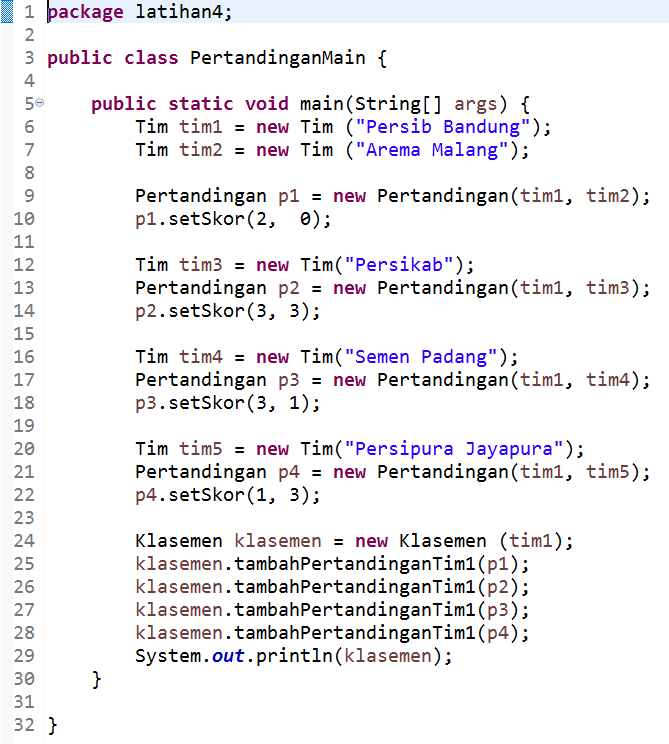 1 package latihan4;
2
3 public class PertandinganMain {
4
5 public static void main(String[] args) {
6 Tim tim1 = new Tim ("Persib Bandung");
7 Tim tim2 = new Tim ("Arema Malang");
8
9 Pertandingan p1 = new Pertandingan(tim1, tim2);
10 p1.setSkor(2,  0);
11
12 Tim tim3 = new Tim("Persikab");
13 Pertandingan p2 = new Pertandingan(tim1, tim3);
14 p2.setSkor(3, 3);
15
16 Tim tim4 = new Tim("Semen Padang");
17 Pertandingan p3 = new Pertandingan(tim1, tim4);
18 p3.setSkor(3, 1);
19
20 Tim tim5 = new Tim("Persipura Jayapura");
21 Pertandingan p4 = new Pertandingan(tim1, tim5);
22 p4.setSkor(1, 3);
23
24 Klasemen klasemen = new Klasemen (tim1);
25 klasemen.tambahPertandinganTim1(p1);
26 klasemen.tambahPertandinganTim1(p2);
27 klasemen.tambahPertandinganTim1(p3);
28 klasemen.tambahPertandinganTim1(p4);
29 System.out.println(klasemen);
30 }
31
32 }